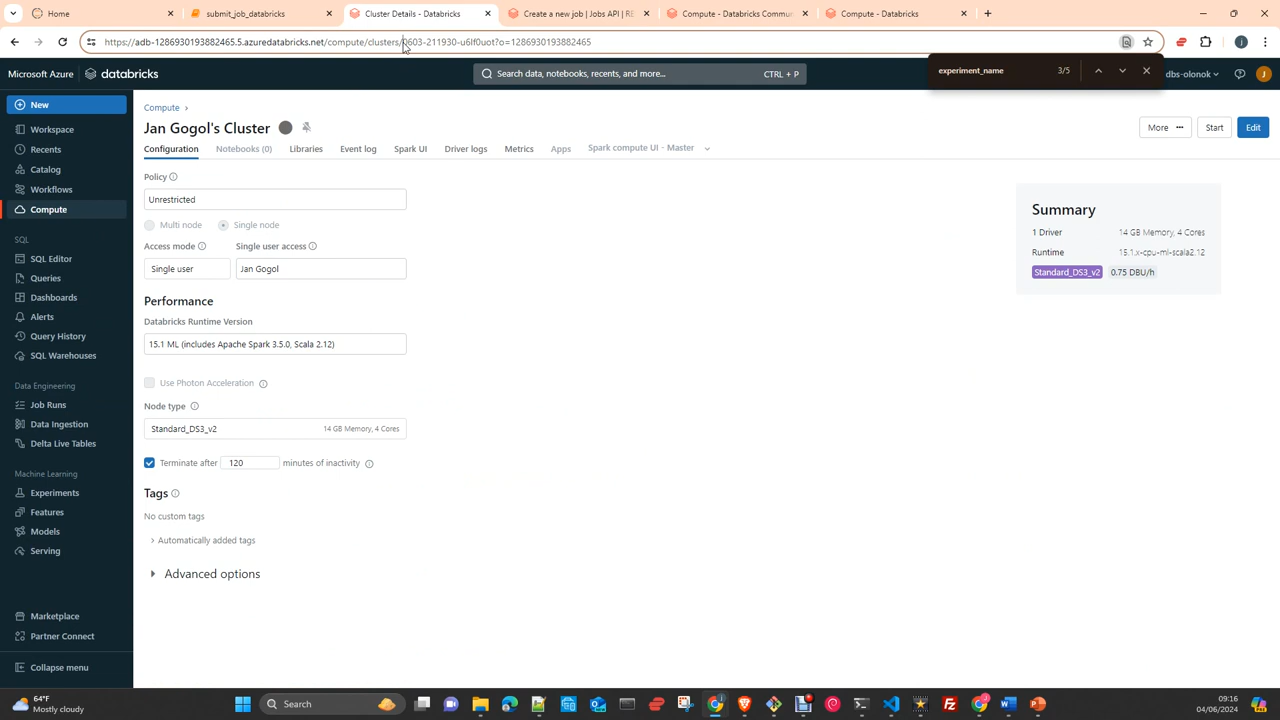 Home
submit_job_databricks
Cluster Details - Databricks
Create a new job | Jobs API | RE
Compute - Databricks Commun
Compute - Databricks
https://adb-1286930193882465.5.azuredatabricks.net/compute/clusters/0603-211930-u6lf0uot?o=1286930193882465
experiment_name 3/5
Microsoft Azure databricks
Search data, notebooks, recents, and more... CTRL + P
dbs-olonok
J
New
Workspace
Recents
Catalog
Workflows
Compute
SQL
SQL Editor
Queries
Dashboards
Alerts
Query History
SQL Warehouses
Data Engineering
Job Runs
Data Ingestion
Delta Live Tables
Machine Learning
Experiments
Features
Models
Serving
Marketplace
Partner Connect
Collapse menu
Compute
Jan Gogol's Cluster
More Start Edit
Configuration Notebooks (0) Libraries Event log Spark UI Driver logs Metrics Apps Spark compute UI - Master
Policy
Unrestricted
Multi node Single node
Access mode Single user access
Single user Jan Gogol
Performance
Databricks Runtime Version
15.1 ML (includes Apache Spark 3.5.0, Scala 2.12)
Use Photon Acceleration
Node type
Standard_DS3_v2 14 GB Memory, 4 Cores
Terminate after 120 minutes of inactivity
Tags
No custom tags
Automatically added tags
Advanced options
Summary
1 Driver 14 GB Memory, 4 Cores
Runtime 15.1.x-cpu-ml-scala2.12
Standard_DS3_v2 0.75 DBU/h
64°F
Mostly cloudy
Search
09:16
04/06/2024